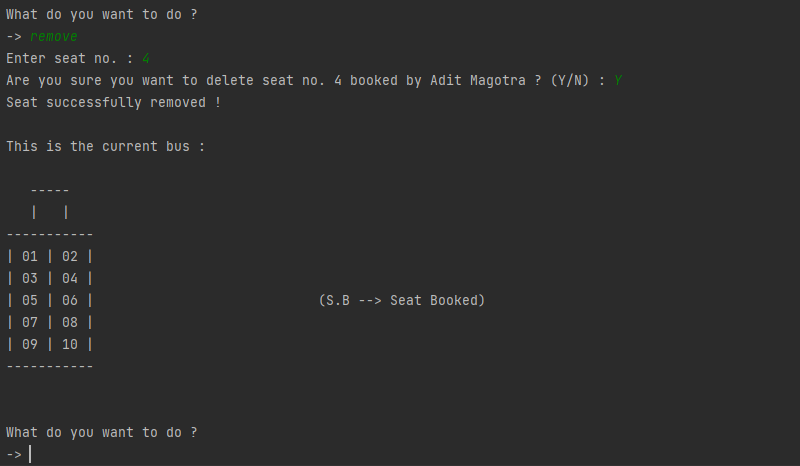 What do you want to do ?
-> remove
Enter seat no. : 4
Are you sure you want to delete seat no. 4 booked by Adit Magotra ? (Y/N) : Y
Seat successfully removed !
This is the current bus :
-----
|   |
-----------
| 01 | 02 |
| 03 | 04 |
| 05 | 06 | (S.B --> Seat Booked)
| 07 | 08 |
| 09 | 10 |
-----------
What do you want to do ?
->